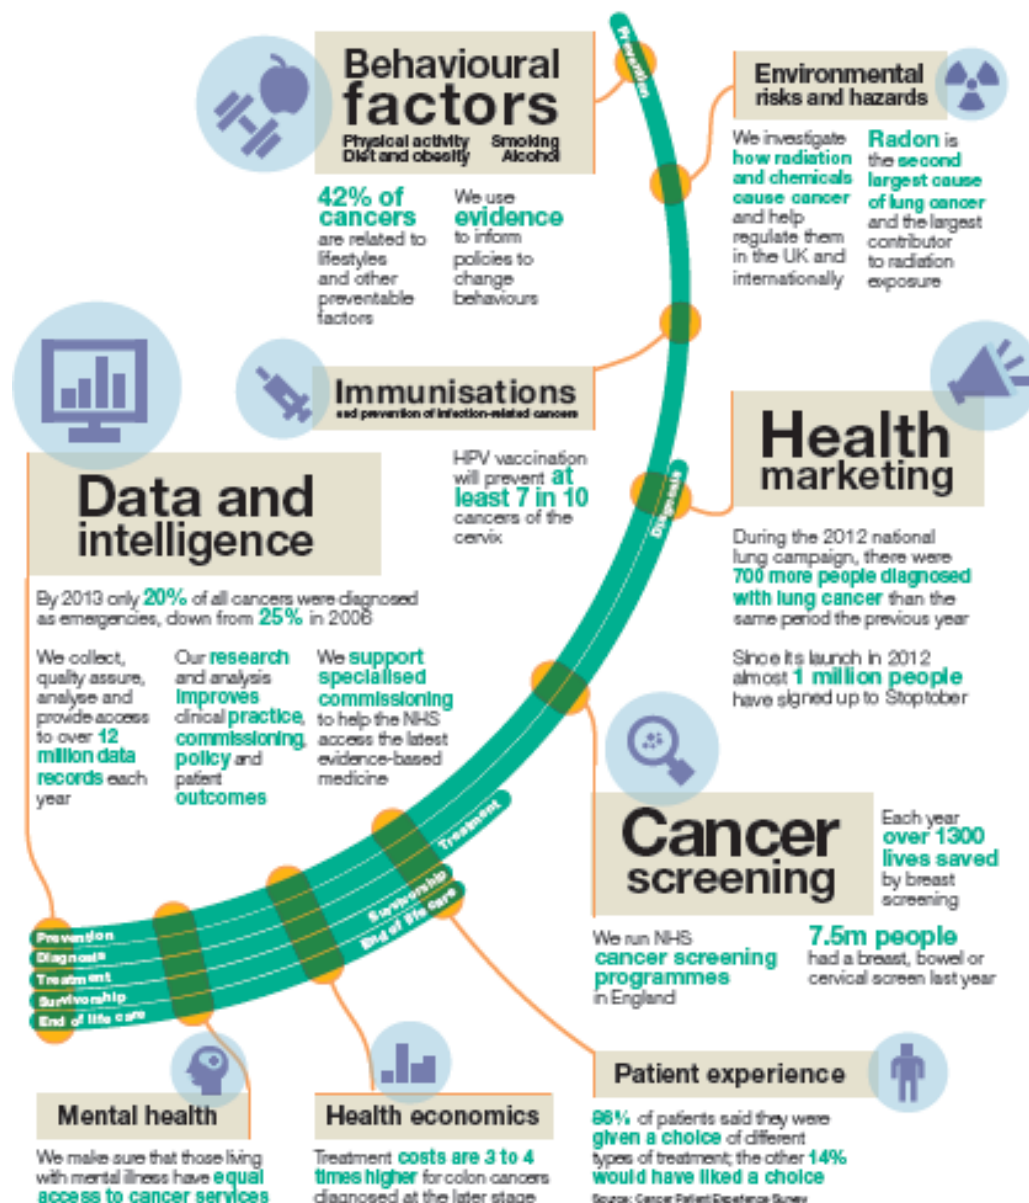 Prevention
Behavioural
factors
Physical activity Smoking
Diet and obesity Alcohol
42% of
cancers
are related to
lifestyles
and other
preventable
factors
We use
evidence
to inform
policies to
change
behaviours
Environmental
risks and hazards
We investigate
how radiation
and chemicals
cause cancer
and help
regulate them
in the UK and
internationally
Radon is
the second
largest cause
of lung cancer
and the largest
contributor
to radiation
exposure
Immunisations
and prevention of infection-related cancers
HPV vaccination
will prevent at
least 7 in 10
cancers of the
cervix
Health
marketing
Diagnosis
During the 2012 national
lung campaign, there were
700 more people diagnosed
with lung cancer than the
same period the previous year
Since its launch in 2012
almost 1 million people
have signed up to Stoptober
Data and
intelligence
By 2013 only 20% of all cancers were diagnosed
as emergencies, down from 25% in 2006
We collect,
quality assure,
analyse and
provide access
to over 12
million data
records each
year
Our research
and analysis
improves
clinical practice,
commissioning,
policy and
patient
outcomes
We support
specialised
commissioning
to help the NHS
access the latest
evidence-based
medicine
Cancer
screening
Each year
over 1300
lives saved
by breast
screening
We run NHS
cancer screening
programmes
in England
7.5m people
had a breast, bowel or
cervical screen last year
Treatment
Survivorship
End of life care
Prevention
Diagnosis
Treatment
Survivorship
End of life care
Mental health
We make sure that those living
with mental illness have equal
access to cancer services
Health economics
Treatment costs are 3 to 4
times higher for colon cancers
diagnosed at the later stage
Patient experience
86% of patients said they were
given a choice of different
types of treatment; the other 14%
would have liked a choice
Source: Cancer Patient Experience Survey